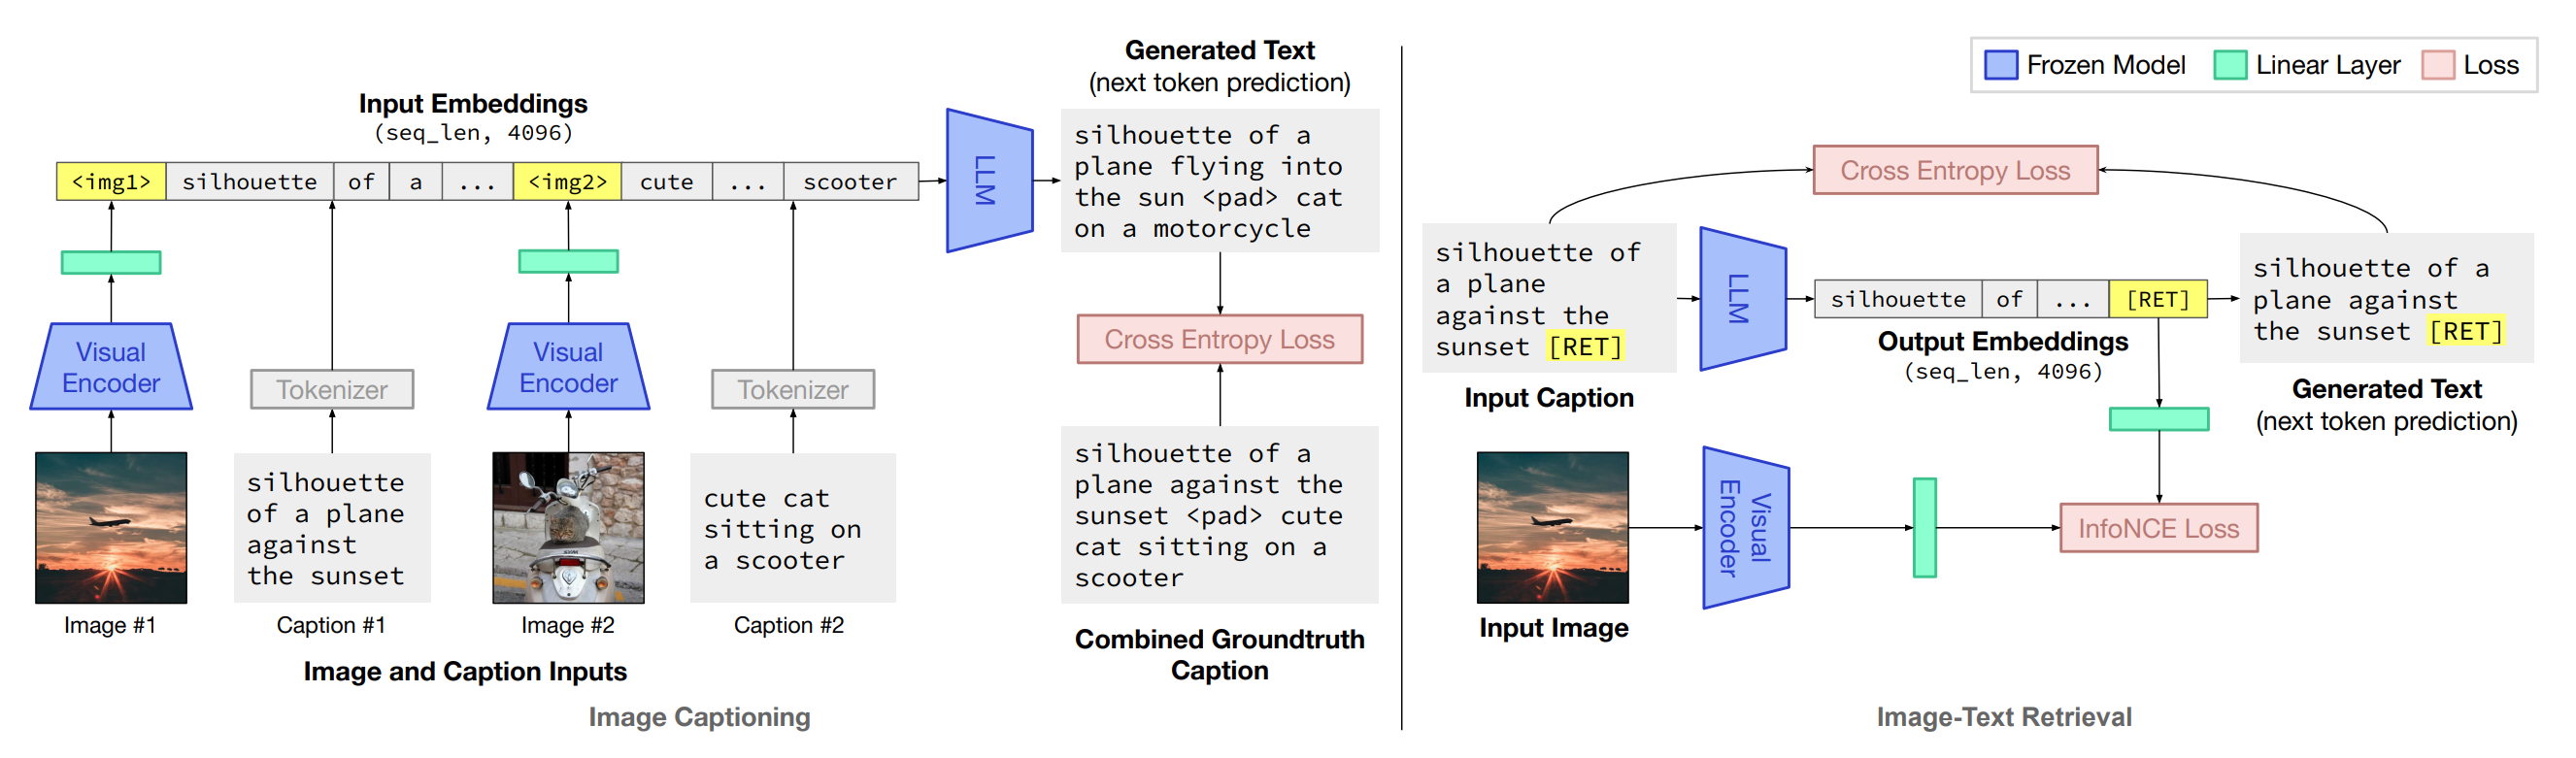 Generated Text
(next token prediction)
Input Embeddings
(seq_len, 4096)
<img1> silhouette of a ... <img2> cute ... scooter
LLM
silhouette of a
plane flying into
the sun <pad> cat
on a motorcycle
Visual
Encoder
Tokenizer
Visual
Encoder
Tokenizer
Cross Entropy Loss
silhouette
of a plane
against
the sunset
cute cat
sitting on
a scooter
silhouette of a
plane against the
sunset <pad> cute
cat sitting on a
scooter
Image #1
Caption #1
Image #2
Caption #2
Image and Caption Inputs
Combined Groundtruth
Caption
Image Captioning
Frozen Model
Linear Layer
Loss
Cross Entropy Loss
silhouette of
a plane
against the
sunset [RET]
Input Caption
LLM
silhouette of ... [RET]
Output Embeddings
(seq_len, 4096)
silhouette of a
plane against
the sunset [RET]
Generated Text
(next token prediction)
Visual
Encoder
InfoNCE Loss
Input Image
Image-Text Retrieval